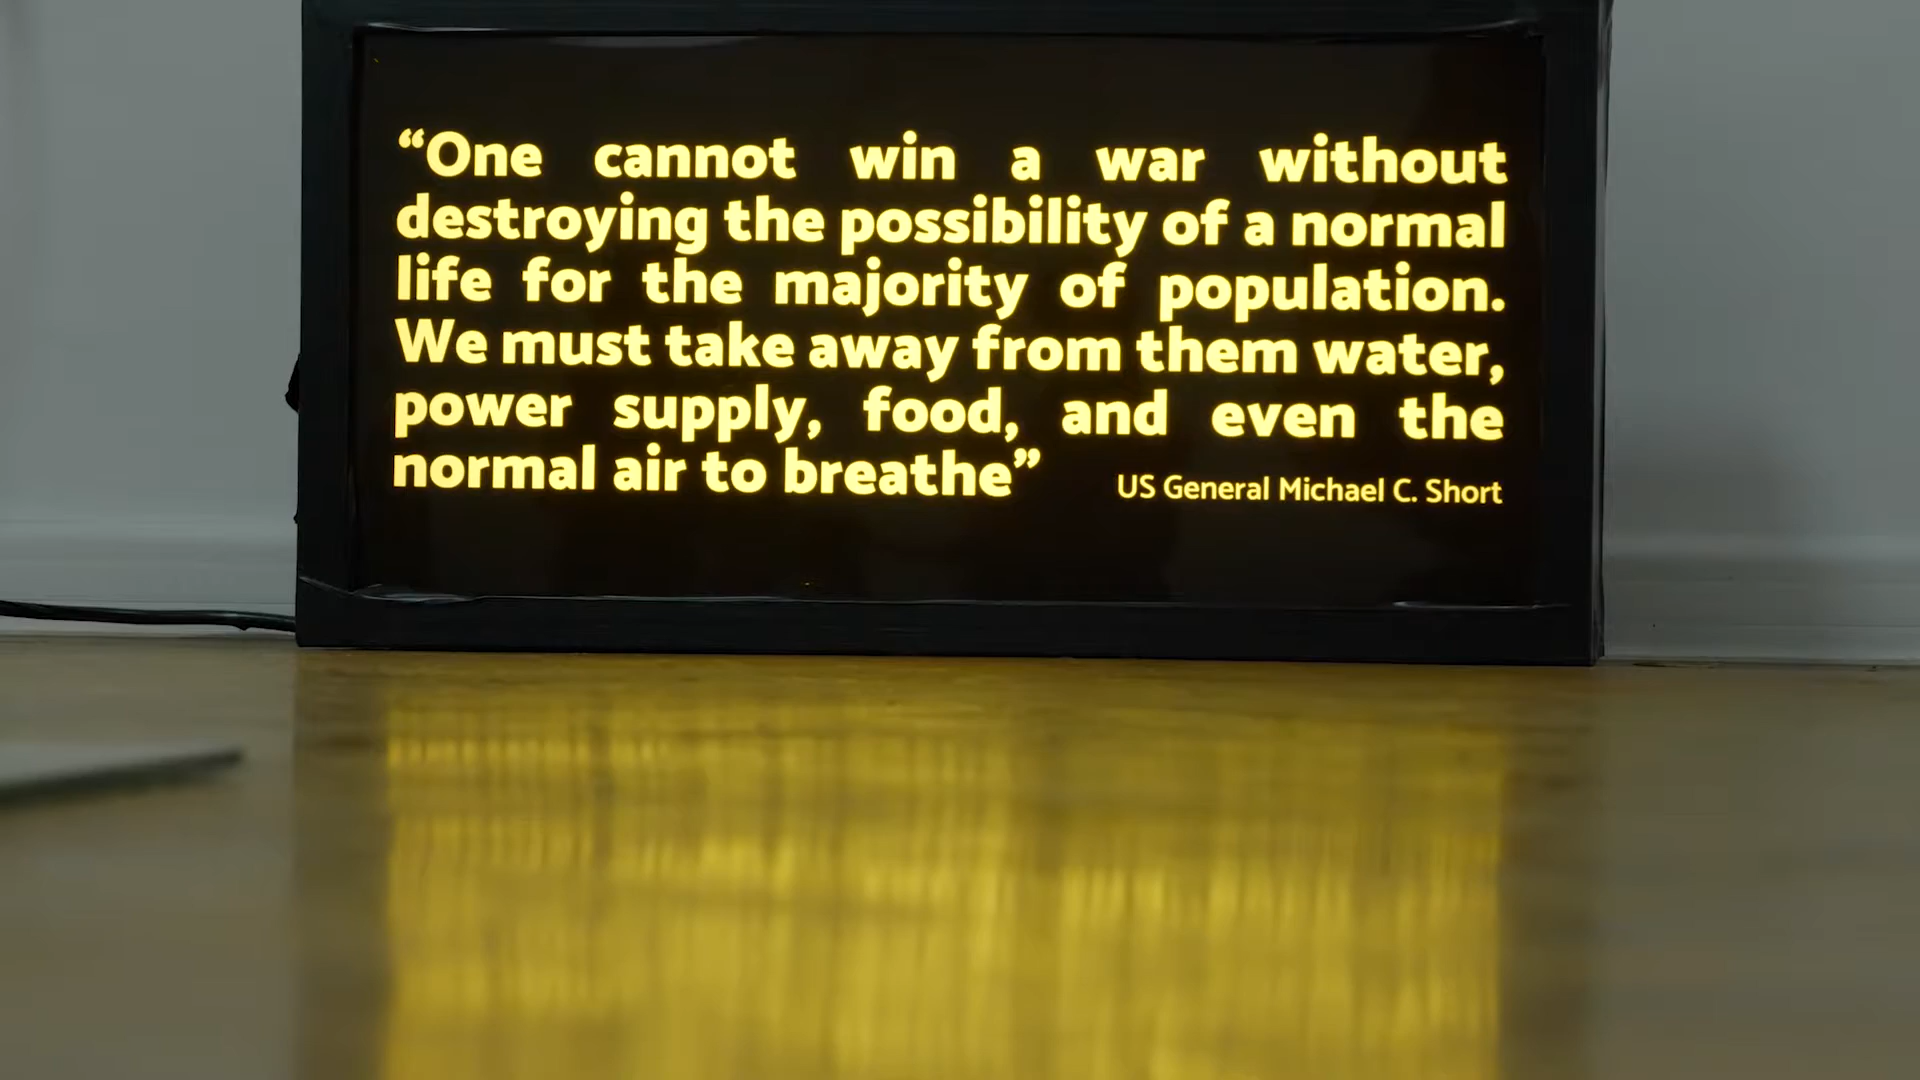 “One cannot win a war without
destroying the possibility of a normal
life for the majority of population.
We must take away from them water,
power supply, food, and even the
normal air to breathe”
US General Michael C. Short